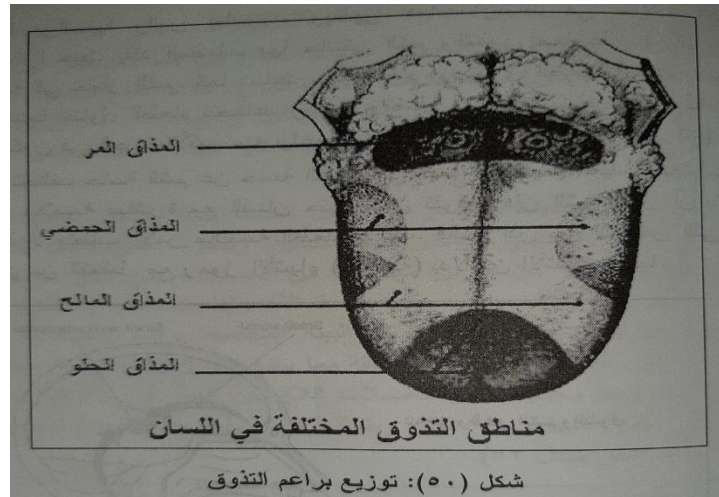 المذاق المر
المذاق الحمضي
المذاق المالح
المذاق الحلو
مناطق التذوق المختلفة في اللسان
شكل (٥٠): توزيع براعم التذوق